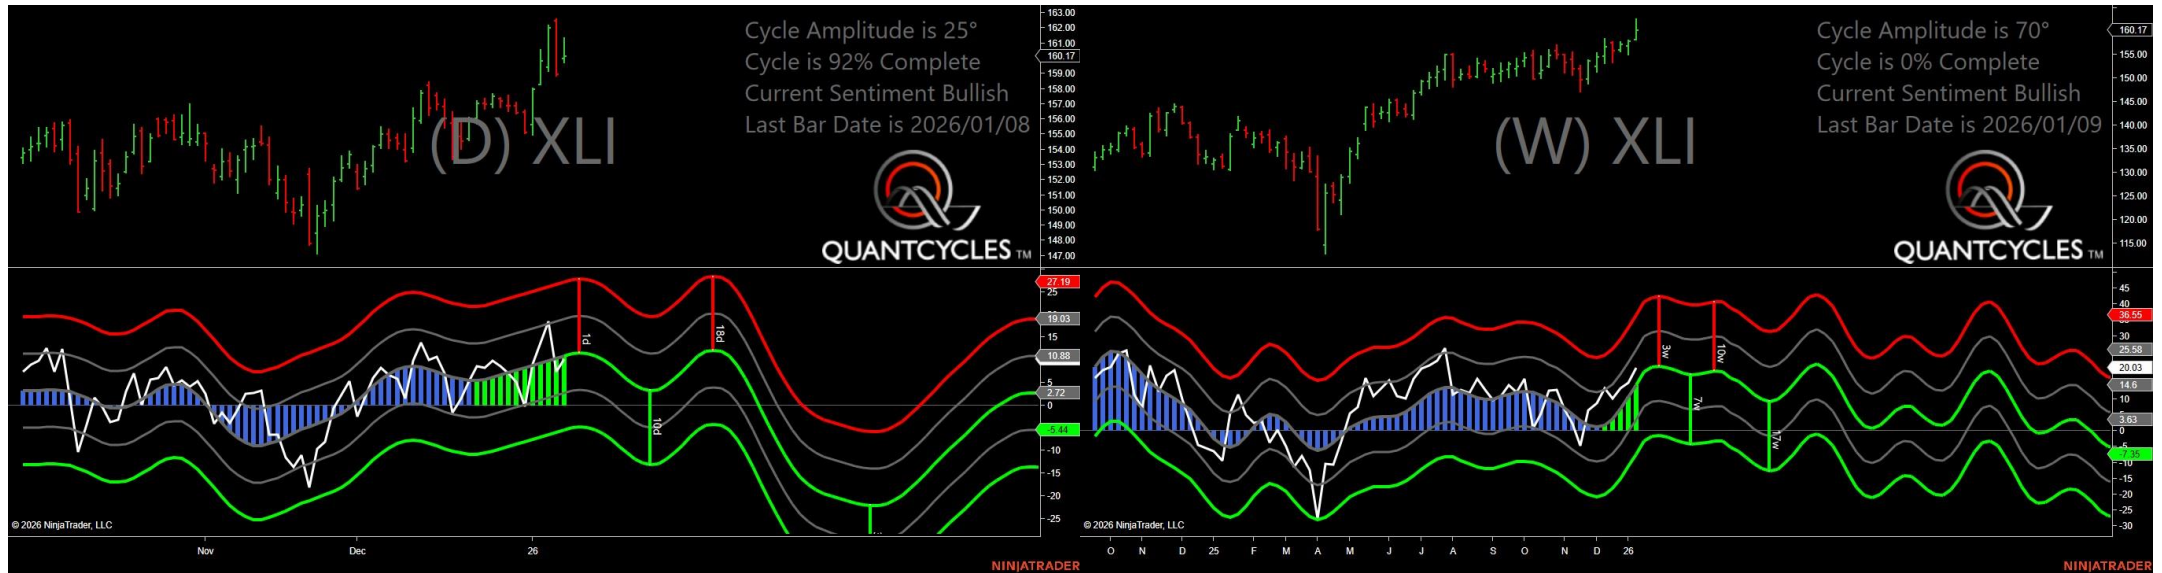 Cycle Amplitude is 25°
Cycle is 92% Complete
Current Sentiment Bullish
Last Bar Date is 2026/01/08
(D) XLI
QUANTCYCLES TM
163.00
162.00
161.00
160.17
159.00
158.00
157.00
156.00
155.00
154.00
153.00
152.00
151.00
150.00
149.00
148.00
147.00
27.19
25
19.03
15
10.88
5
2.72
0
-5.44
-10
-15
-20
-25
1d
10d
18d
© 2026 NinjaTrader, LLC
Nov
Dec
26
NINJATRADER
Cycle Amplitude is 70°
Cycle is 0% Complete
Current Sentiment Bullish
Last Bar Date is 2026/01/09
(W) XLI
QUANTCYCLES TM
160.17
155.00
150.00
145.00
140.00
135.00
130.00
125.00
120.00
115.00
45
40
36.55
30
25.58
20.03
14.6
10
3.63
0
-5
-7.35
-10
-15
-20
-25
-30
3w
7w
10w
17w
© 2026 NinjaTrader, LLC
O N D 25 F M A M J J A S O N D 26
NINJATRADER